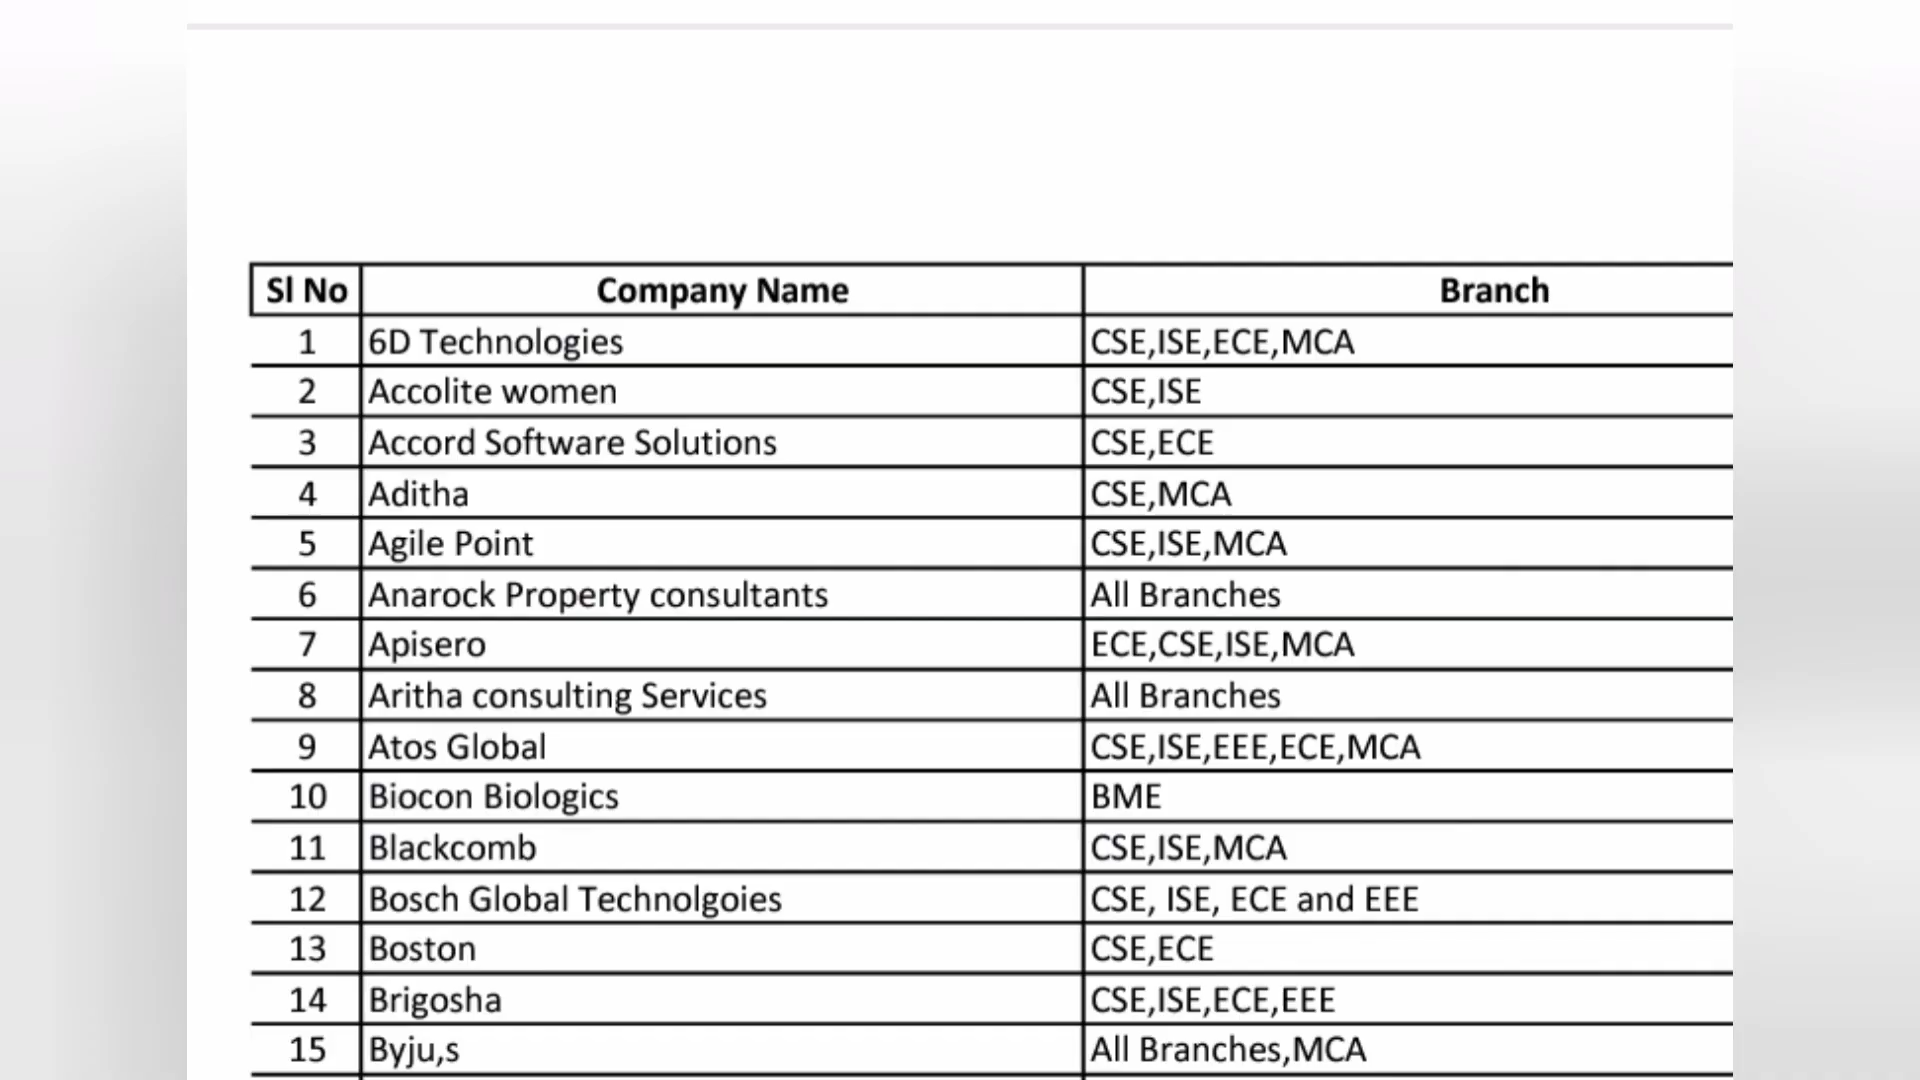 Sl No Company Name Branch
1 6D Technologies CSE,ISE,ECE,MCA
2 Accolite women CSE,ISE
3 Accord Software Solutions CSE,ECE
4 Aditha CSE,MCA
5 Agile Point CSE,ISE,MCA
6 Anarock Property consultants All Branches
7 Apisero ECE,CSE,ISE,MCA
8 Aritha consulting Services All Branches
9 Atos Global CSE,ISE,EEE,ECE,MCA
10 Biocon Biologics BME
11 Blackcomb CSE,ISE,MCA
12 Bosch Global Technolgoies CSE, ISE, ECE and EEE
13 Boston CSE,ECE
14 Brigosha CSE,ISE,ECE,EEE
15 Byju,s All Branches,MCA